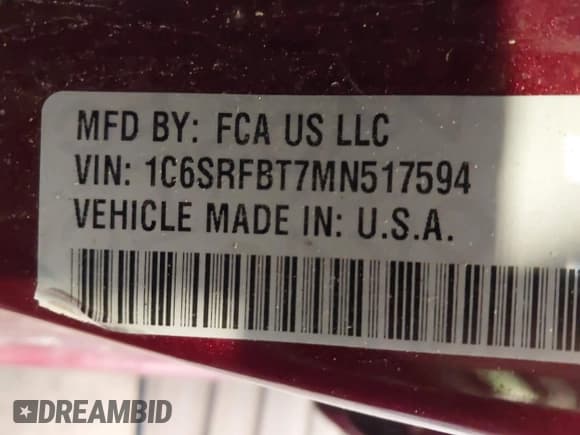 MFD BY: FCA US LLC
VIN: 1C6SRFBT7MN517594
VEHICLE MADE IN: U.S.A.
DREAMBID